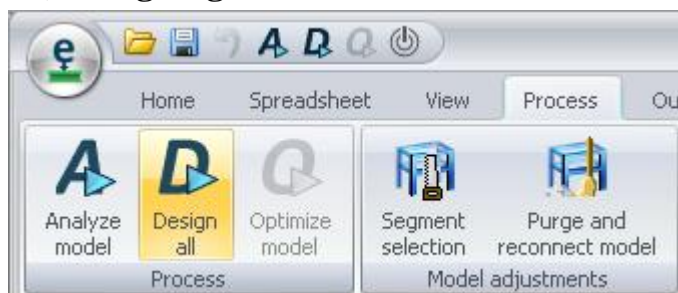 e
A D O
Home Spreadsheet View Process Ou
A D O
Analyze model Design all Optimize model Segment selection Purge and reconnect model
Process Model adjustments